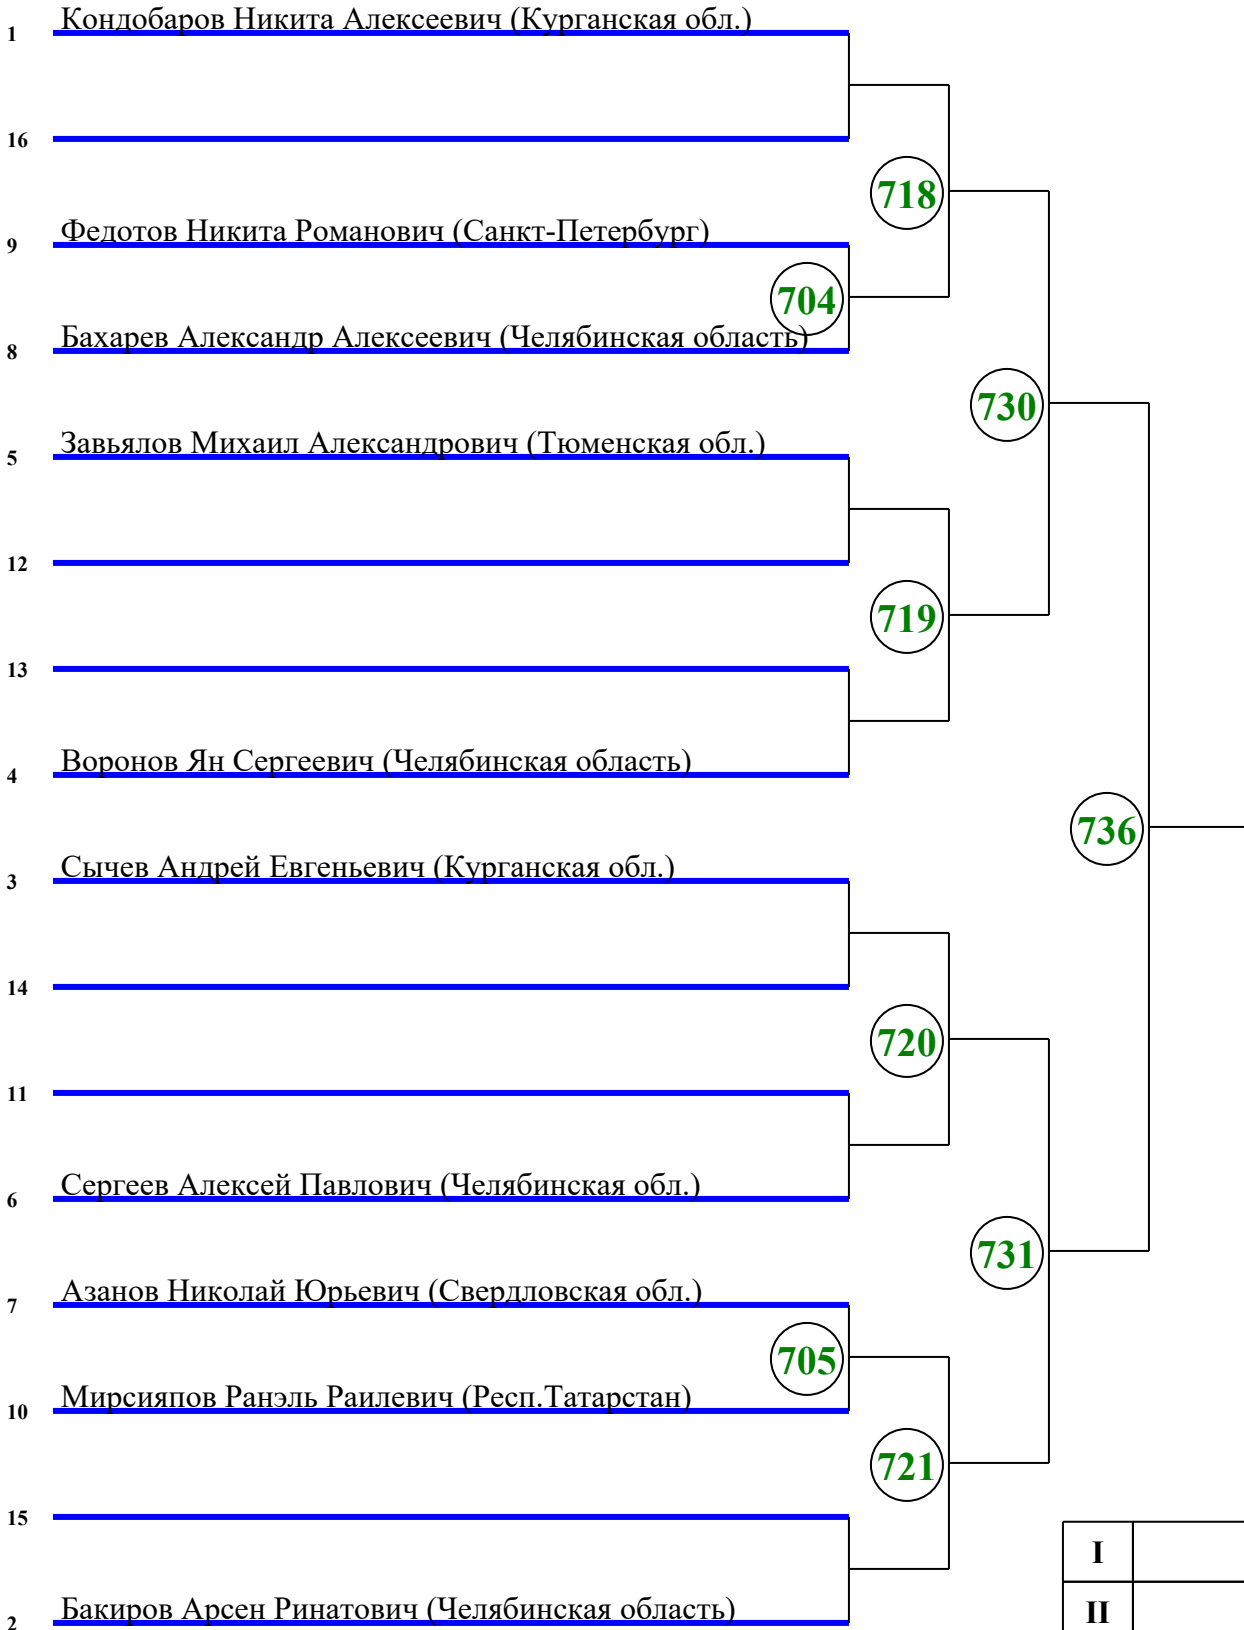 1 Кондобаров Никита Алексеевич (Курганская обл.)
16
718
9 Федотов Никита Романович (Санкт-Петербург)
704
8 Бахарев Александр Алексеевич (Челябинская область)
730
5 Завьялов Михаил Александрович (Тюменская обл.)
12
719
13
4 Воронов Ян Сергеевич (Челябинская область)
736
3 Сычев Андрей Евгеньевич (Курганская обл.)
14
720
11
6 Сергеев Алексей Павлович (Челябинская обл.)
731
7 Азанов Николай Юрьевич (Свердловская обл.)
705
10 Мирсияпов Ранэль Раилевич (Респ.Татарстан)
721
15
I
2 Бакиров Арсен Ринатович (Челябинская область)
II